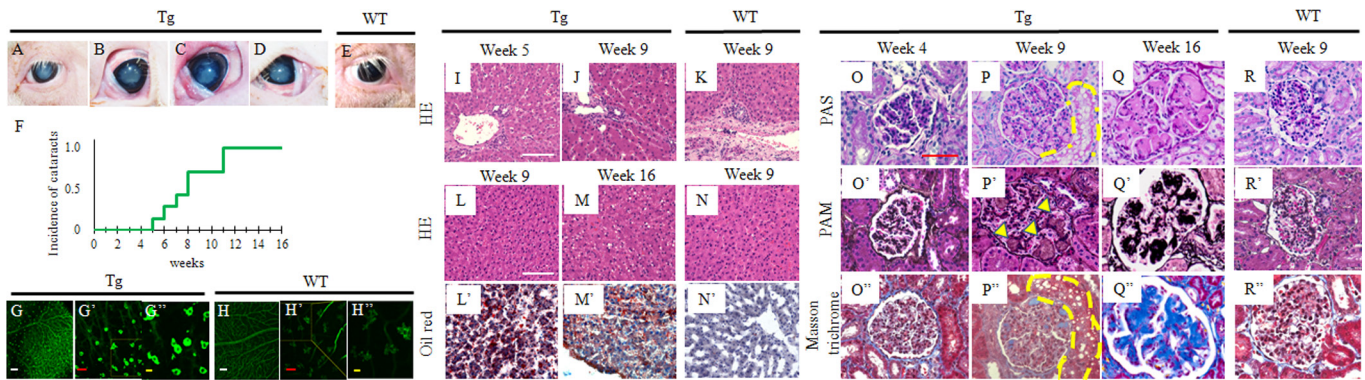 Tg WT
A B C D E
F
Incidence of cataracts
1.0
0.5
0
0 2 4 6 8 10 12 14 16
weeks
Tg WT
G G' G'' H H' H''
Tg WT
Week 5 Week 9 Week 9
HE
I J K
Week 9 Week 16 Week 9
HE
L M N
Oil red
L' M' N'
Tg WT
Week 4 Week 9 Week 16 Week 9
PAS
O P Q R
PAM
O' P' Q' R'
Masson
trichrome
O'' P'' Q'' R''